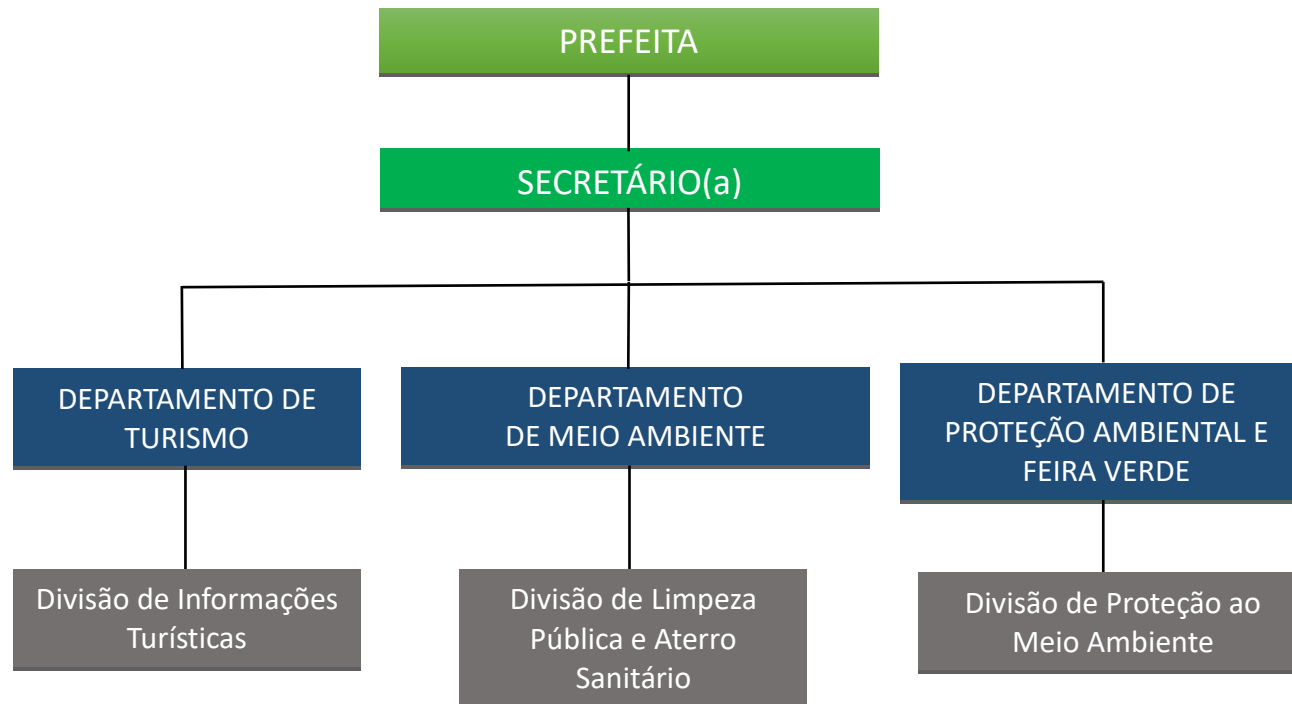 PREFEITA
SECRETÁRIO(a)
DEPARTAMENTO DE
TURISMO
DEPARTAMENTO
DE MEIO AMBIENTE
DEPARTAMENTO DE
PROTEÇÃO AMBIENTAL E
FEIRA VERDE
Divisão de Informações
Turísticas
Divisão de Limpeza
Pública e Aterro
Sanitário
Divisão de Proteção ao
Meio Ambiente